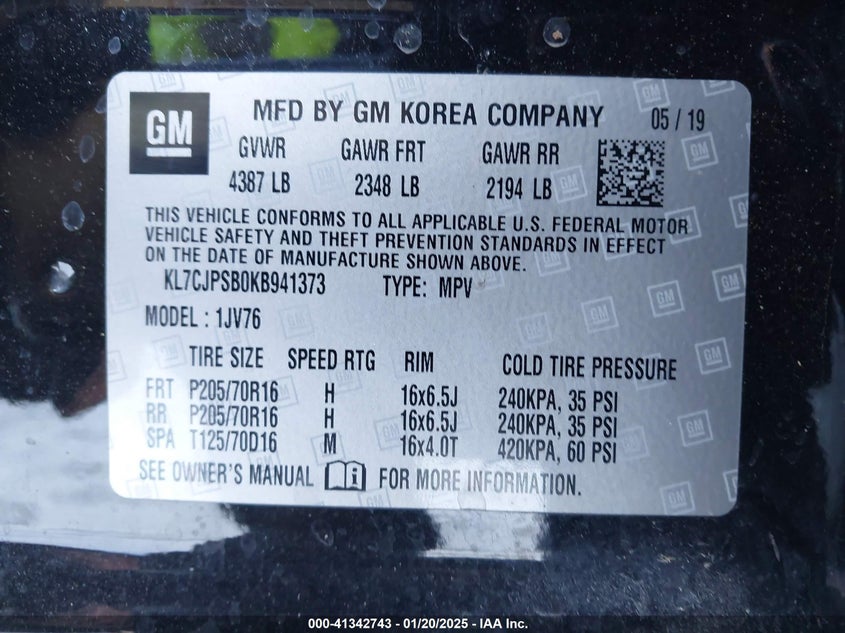 GM
MFD BY GM KOREA COMPANY 05 / 19
GVWR GAWR FRT GAWR RR
4387 LB 2348 LB 2194 LB
THIS VEHICLE CONFORMS TO ALL APPLICABLE U.S. FEDERAL MOTOR
VEHICLE SAFETY AND THEFT PREVENTION STANDARDS IN EFFECT
ON THE DATE OF MANUFACTURE SHOWN ABOVE.
KL7CJPSB0KB941373 TYPE: MPV
MODEL : 1JV76
TIRE SIZE SPEED RTG RIM COLD TIRE PRESSURE
FRT P205/70R16 H 16x6.5J 240KPA, 35 PSI
RR P205/70R16 H 16x6.5J 240KPA, 35 PSI
SPA T125/70D16 M 16x4.0T 420KPA, 60 PSI
SEE OWNER'S MANUAL i FOR MORE INFORMATION.
000-41342743 - 01/20/2025 - IAA Inc.